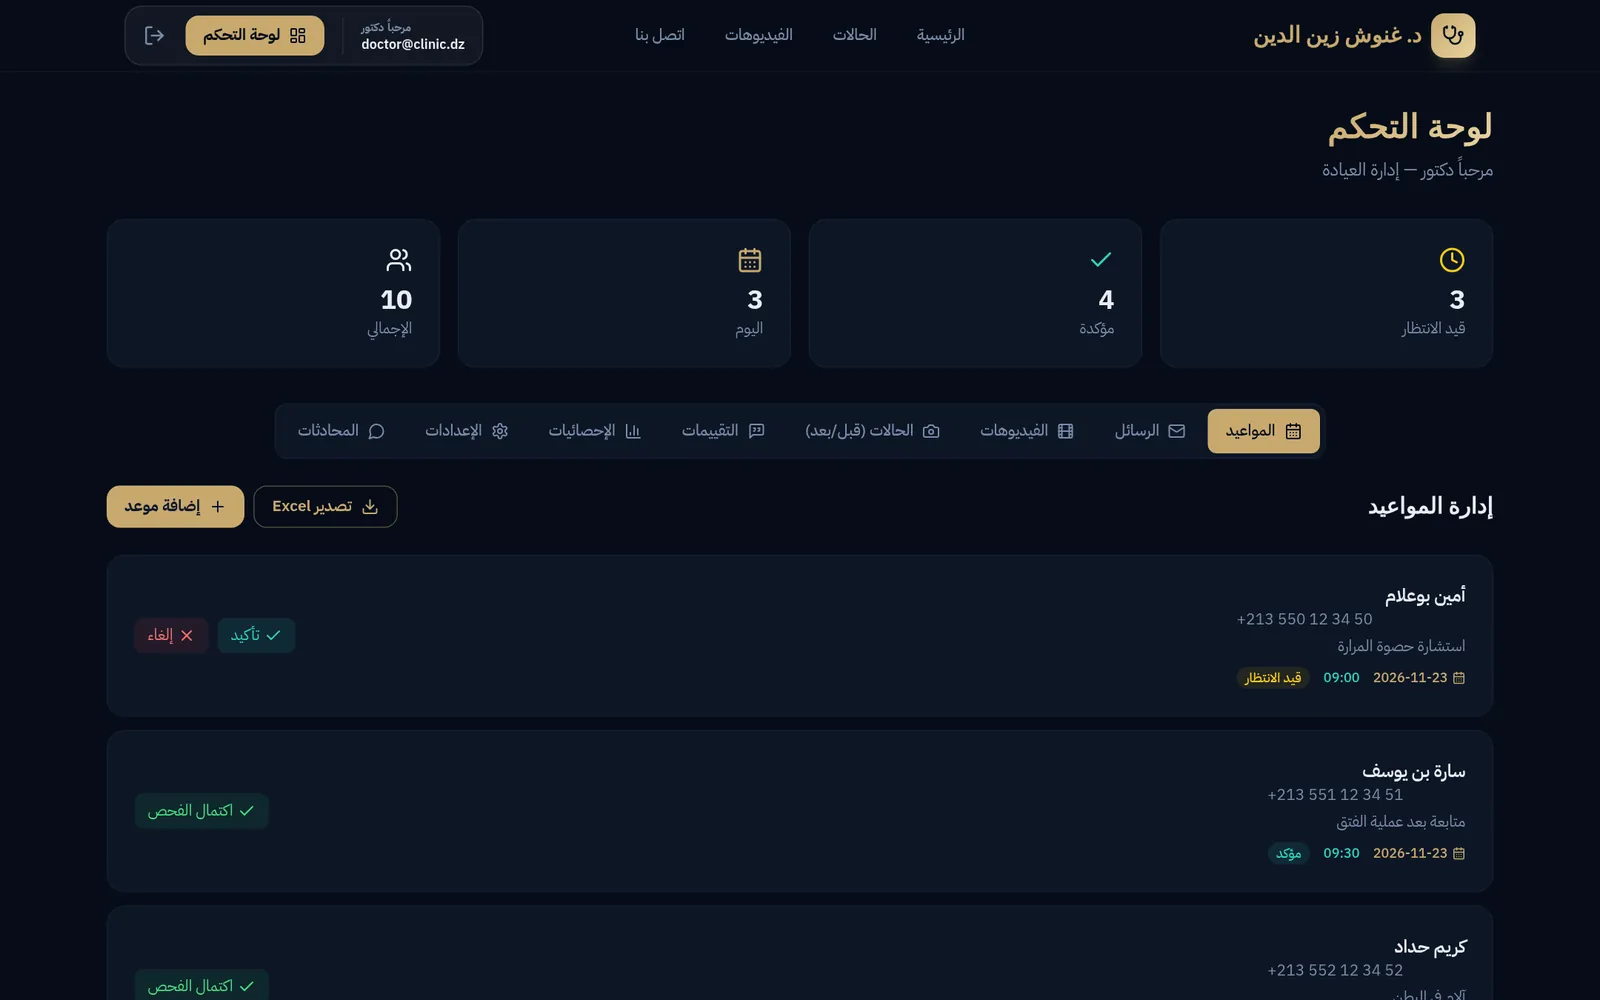 د. غنوش زين الدين
الرئيسية
الحالات
الفيديوهات
اتصل بنا
مرحباً دكتور
doctor@clinic.dz
لوحة التحكم
لوحة التحكم
مرحباً دكتور — إدارة العيادة
3
قيد الانتظار
4
مؤكدة
3
اليوم
10
الإجمالي
المواعيد
الرسائل
الفيديوهات
الحالات (قبل/بعد)
التقييمات
الإحصائيات
الإعدادات
المحادثات
إدارة المواعيد
تصدير Excel
إضافة موعد
أمين بوعلام
+213 550 12 34 50
استشارة حصوة المرارة
2026-11-23 09:00 قيد الانتظار
تأكيد
إلغاء
سارة بن يوسف
+213 551 12 34 51
متابعة بعد عملية الفتق
2026-11-23 09:30 مؤكد
اكتمال الفحص
كريم حداد
+213 552 12 34 52
آلام في البطن
اكتمال الفحص